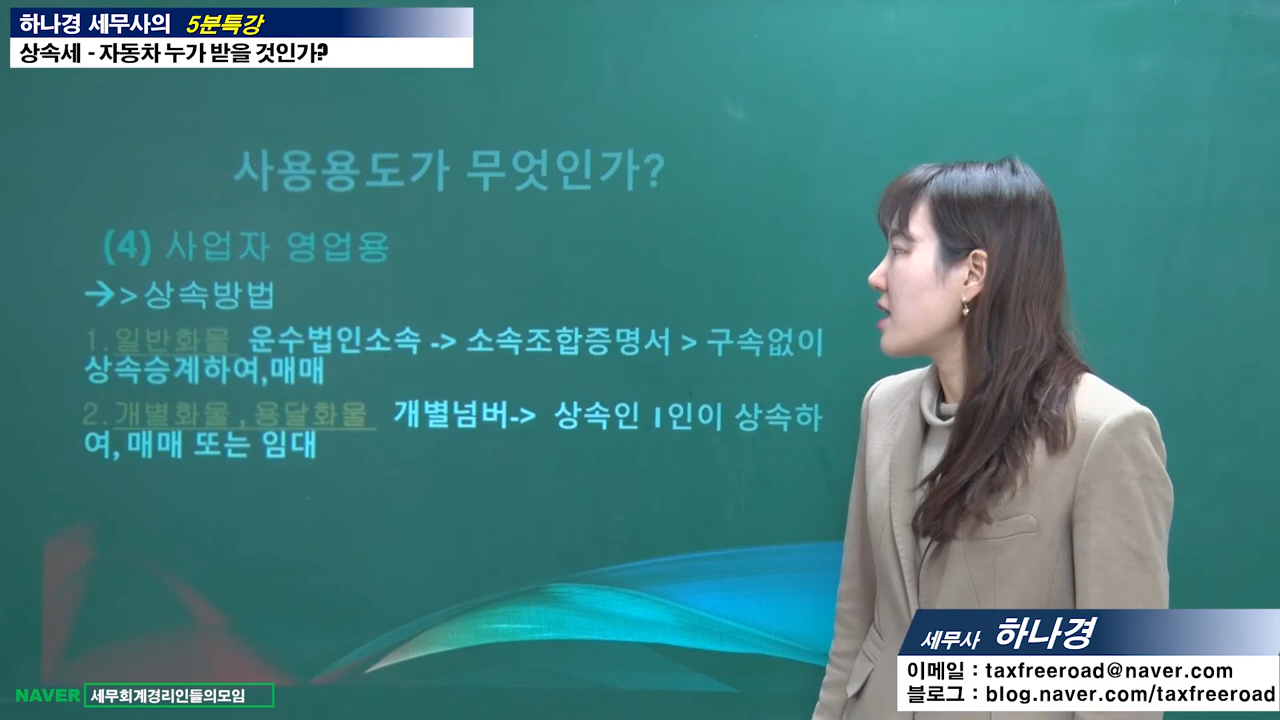 하나경 세무사의 5분특강
상속세 - 자동차 누가 받을 것인가?
사용용도가 무엇인가?
(4) 사업자 영업용
→> 상속방법
1. 일반화물 운수법인소속 -> 소속조합증명서 > 구속없이
상속승계하여,매매
2. 개별화물 , 용달화물 개별넘버-> 상속인 1인이 상속하
여, 매매 또는 임대
세무사 하나경
이메일 : taxfreeroad@naver.com
블로그 : blog.naver.com/taxfreeroad
NAVER 세무회계경리인들의모임